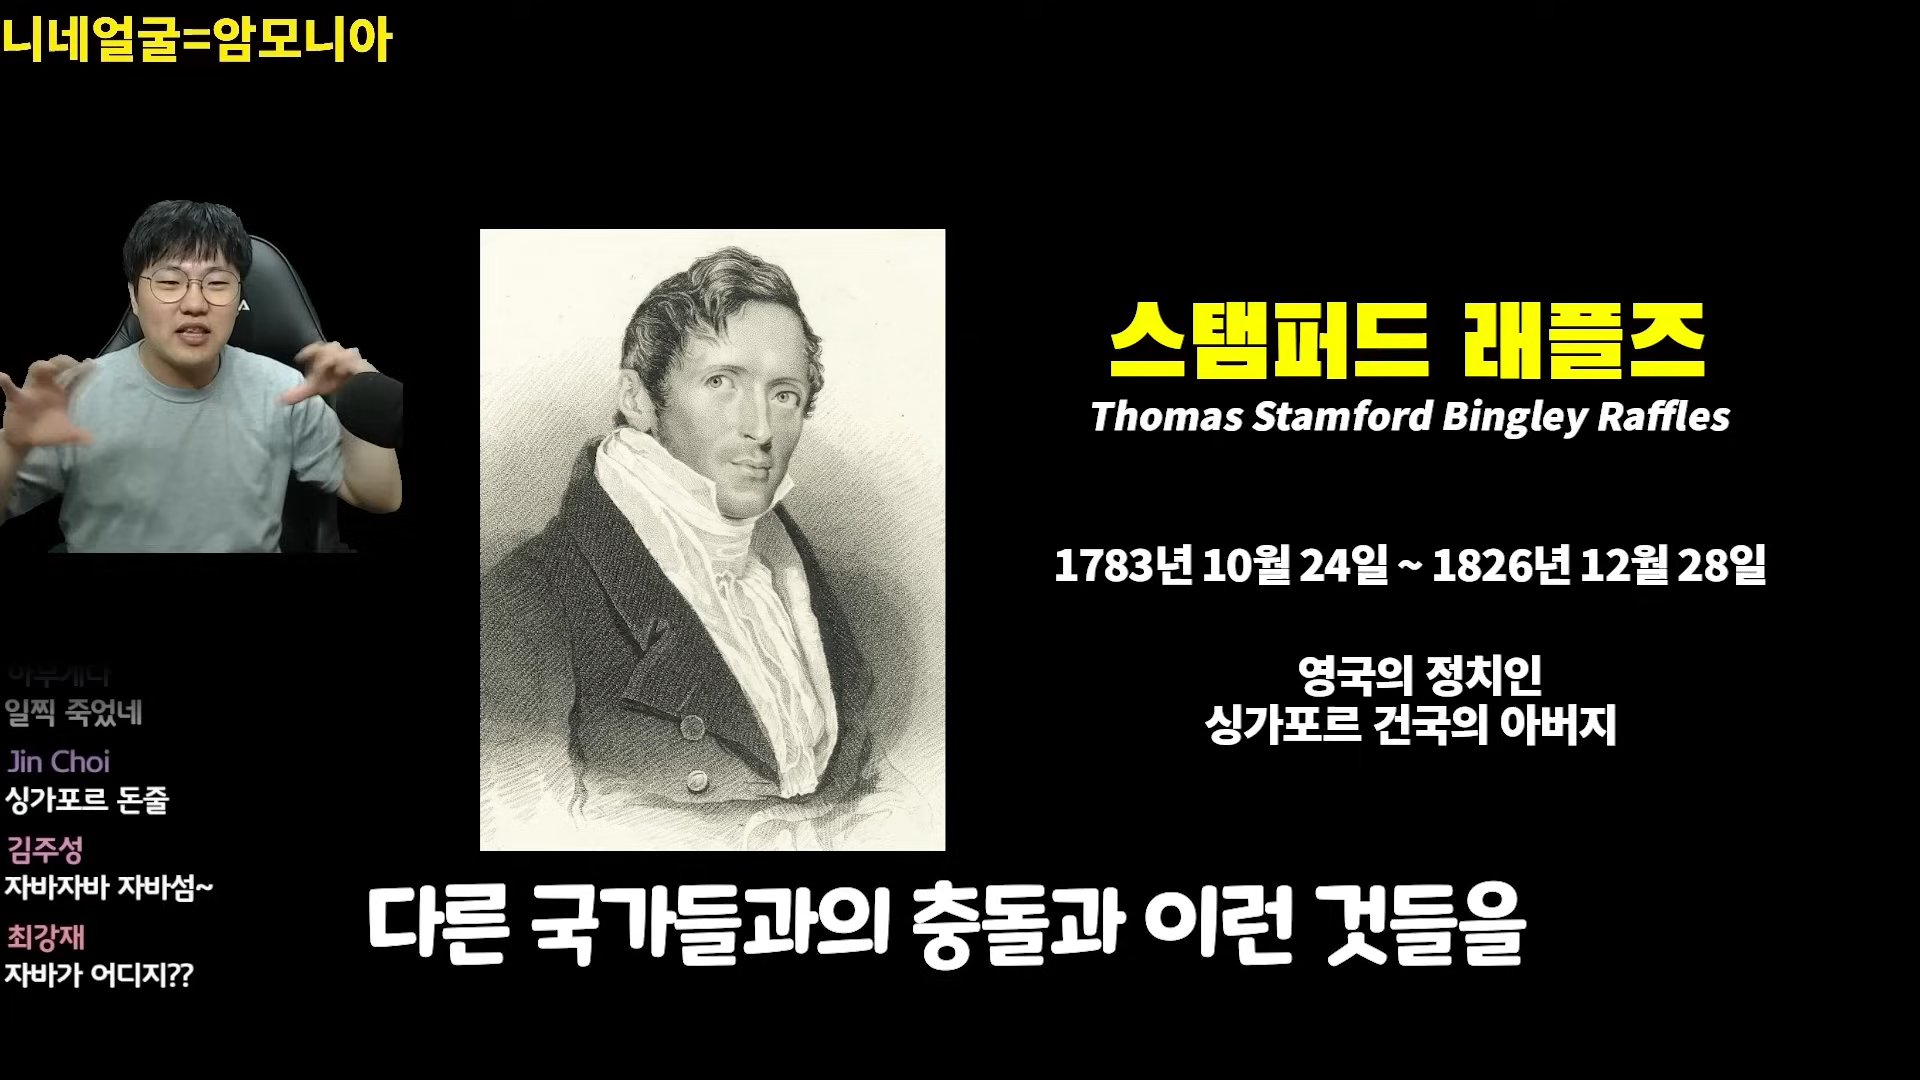 니네얼굴=암모니아
스탬퍼드 래플즈
Thomas Stamford Bingley Raffles
1783년 10월 24일 ~ 1826년 12월 28일
영국의 정치인
싱가포르 건국의 아버지
일찍 죽었네
Jin Choi
싱가포르 돈줄
김주성
자바자바 자바섬~
최강재
자바가 어디지??
다른 국가들과의 충돌과 이런 것들을